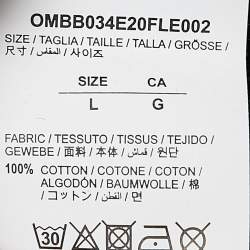 OMBB034E20FLE002
SIZE / TAGLIA / TAILLE / TALLA / GRÖSSE /
尺寸 / المقاس / 사이즈
SIZE CA
L G
FABRIC / TESSUTO / TISSUS / TEJIDO /
GEWEBE / 面料 / 本体 / قماش / 원단
100% COTTON / COTONE / COTON /
ALGODÓN / BAUMWOLLE / 棉
/ コットン / القطن / 면
30